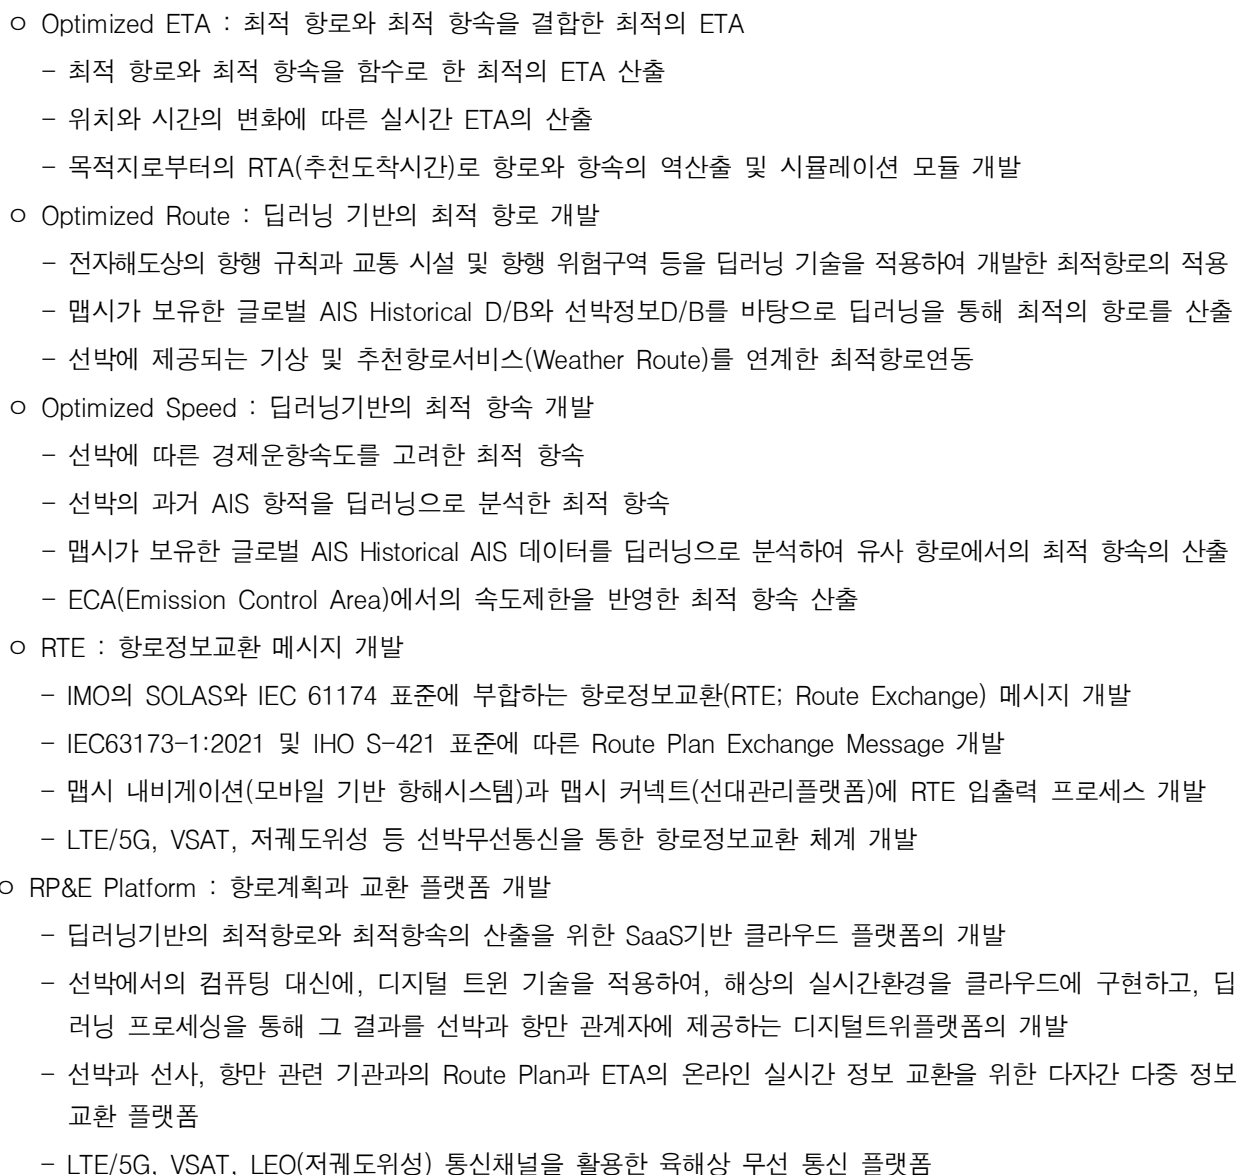 ㅇ Optimized ETA : 최적 항로와 최적 항속을 결합한 최적의 ETA
- 최적 항로와 최적 항속을 함수로 한 최적의 ETA 산출
- 위치와 시간의 변화에 따른 실시간 ETA의 산출
- 목적지로부터의 RTA(추천도착시간)로 항로와 항속의 역산출 및 시뮬레이션 모듈 개발
ㅇ Optimized Route : 딥러닝 기반의 최적 항로 개발
- 전자해도상의 항행 규칙과 교통 시설 및 항행 위험구역 등을 딥러닝 기술을 적용하여 개발한 최적항로의 적용
- 맵시가 보유한 글로벌 AIS Historical D/B와 선박정보D/B를 바탕으로 딥러닝을 통해 최적의 항로를 산출
- 선박에 제공되는 기상 및 추천항로서비스(Weather Route)를 연계한 최적항로연동
ㅇ Optimized Speed : 딥러닝기반의 최적 항속 개발
- 선박에 따른 경제운항속도를 고려한 최적 항속
- 선박의 과거 AIS 항적을 딥러닝으로 분석한 최적 항속
- 맵시가 보유한 글로벌 AIS Historical AIS 데이터를 딥러닝으로 분석하여 유사 항로에서의 최적 항속의 산출
- ECA(Emission Control Area)에서의 속도제한을 반영한 최적 항속 산출
ㅇ RTE : 항로정보교환 메시지 개발
- IMO의 SOLAS와 IEC 61174 표준에 부합하는 항로정보교환(RTE; Route Exchange) 메시지 개발
- IEC63173-1:2021 및 IHO S-421 표준에 따른 Route Plan Exchange Message 개발
- 맵시 내비게이션(모바일 기반 항해시스템)과 맵시 커넥트(선대관리플랫폼)에 RTE 입출력 프로세스 개발
- LTE/5G, VSAT, 저궤도위성 등 선박무선통신을 통한 항로정보교환 체계 개발
ㅇ RP&E Platform : 항로계획과 교환 플랫폼 개발
- 딥러닝기반의 최적항로와 최적항속의 산출을 위한 SaaS기반 클라우드 플랫폼의 개발
- 선박에서의 컴퓨팅 대신에, 디지털 트윈 기술을 적용하여, 해상의 실시간환경을 클라우드에 구현하고, 딥
러닝 프로세싱을 통해 그 결과를 선박과 항만 관계자에 제공하는 디지털트위플랫폼의 개발
- 선박과 선사, 항만 관련 기관과의 Route Plan과 ETA의 온라인 실시간 정보 교환을 위한 다자간 다중 정보
교환 플랫폼
- LTE/5G, VSAT, LEO(저궤도위성) 통신채널을 활용한 육해상 무선 통신 플랫폼